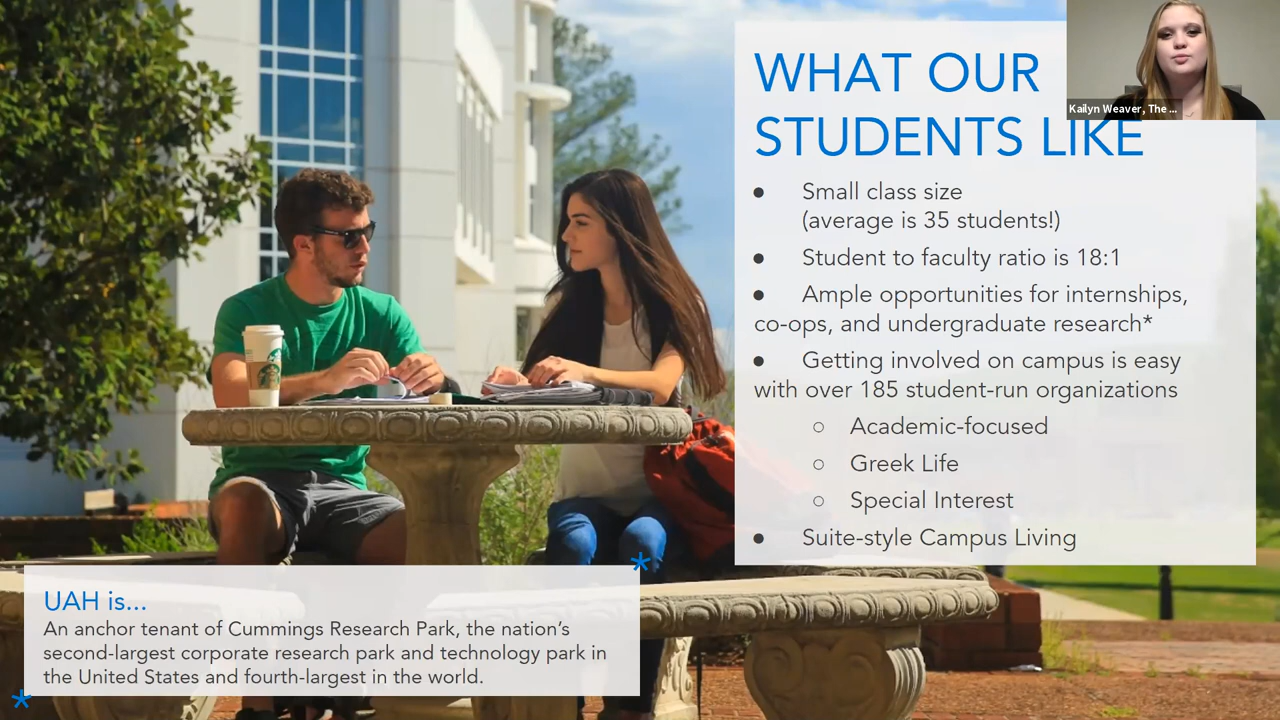 WHAT OUR
STUDENTS LIKE
Kailyn Weaver, The ...
● Small class size
(average is 35 students!)
● Student to faculty ratio is 18:1
● Ample opportunities for internships,
co-ops, and undergraduate research*
● Getting involved on campus is easy
with over 185 student-run organizations
○ Academic-focused
○ Greek Life
○ Special Interest
● Suite-style Campus Living
*
UAH is...
An anchor tenant of Cummings Research Park, the nation's
second-largest corporate research park and technology park in
the United States and fourth-largest in the world.
*